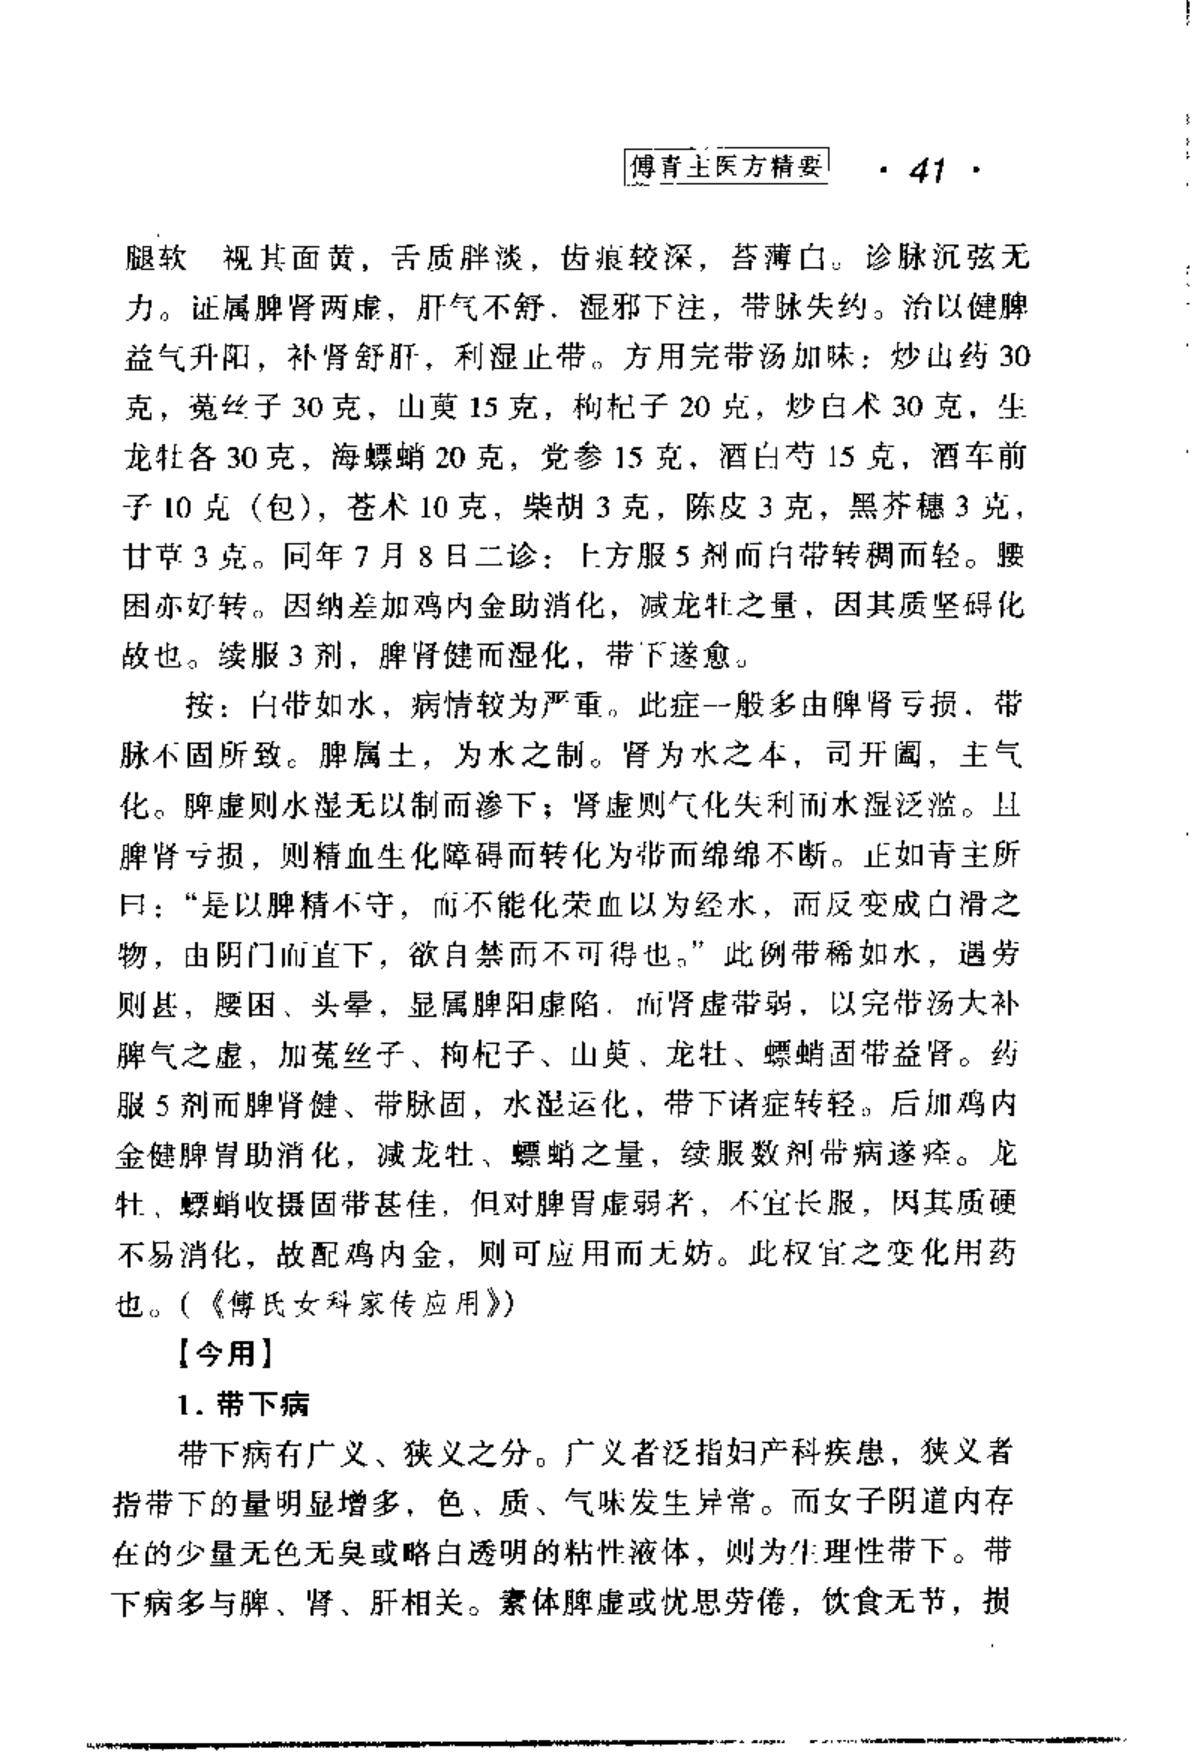 傅青主医方精要 · 41 ·
腿软 视其面黄，舌质胖淡，齿痕较深，苔薄白。诊脉沉弦无
力。证属脾肾两虚，肝气不舒．湿邪下注，带脉失约。治以健脾
益气升阳，补肾舒肝，利湿止带。方用完带汤加味：炒山药 30
克，菟丝子 30 克，山萸 15 克，枸杞子 20 克，炒白术 30 克，生
龙牡各 30 克，海螵蛸 20 克，党参 15 克，酒白芍 15 克，酒车前
子 10 克（包），苍术 10 克，柴胡 3 克，陈皮 3 克，黑芥穗 3 克，
甘草 3 克。同年 7 月 8 日二诊：上方服 5 剂而白带转稠而轻。腰
困亦好转。因纳差加鸡内金助消化，减龙牡之量，因其质坚碍化
故也。续服 3 剂，脾肾健而湿化，带下遂愈。
按：白带如水，病情较为严重。此症一般多由脾肾亏损．带
脉不固所致。脾属土，为水之制。肾为水之本，司开阖，主气
化。脾虚则水湿无以制而渗下；肾虚则气化失利而水湿泛滥。且
脾肾亏损，则精血生化障碍而转化为带而绵绵不断。正如青主所
曰：“是以脾精不守，而不能化荣血以为经水，而反变成白滑之
物，由阴门而直下，欲自禁而不可得也。”此例带稀如水，遇劳
则甚，腰困、头晕，显属脾阳虚陷．而肾虚带弱，以完带汤大补
脾气之虚，加菟丝子、枸杞子、山萸、龙牡、螵蛸固带益肾。药
服 5 剂而脾肾健、带脉固，水湿运化，带下诸症转轻。后加鸡内
金健脾胃助消化，减龙牡、螵蛸之量，续服数剂带病遂痊。龙
牡、螵蛸收摄固带甚佳，但对脾胃虚弱者，不宜长服，因其质硬
不易消化，故配鸡内金，则可应用而无妨。此权宜之变化用药
也。(《傅氏女科家传应用》)
【今用】
1. 带下病
带下病有广义、狭义之分。广义者泛指妇产科疾患，狭义者
指带下的量明显增多，色、质、气味发生异常。而女子阴道内存
在的少量无色无臭或略白透明的粘性液体，则为生理性带下。带
下病多与脾、肾、肝相关。素体脾虚或忧思劳倦，饮食无节，损